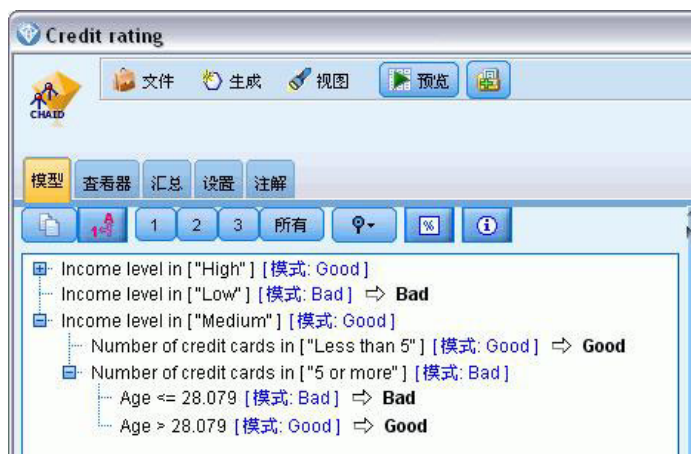 Credit rating
CHAID 文件 生成 视图 预览
模型 查看器 汇总 设置 注解
1 2 3 所有 %
Income level in ["High"] [模式: Good]
Income level in ["Low"] [模式: Bad] ⇨ Bad
Income level in ["Medium"] [模式: Good]
Number of credit cards in ["Less than 5"] [模式: Good] ⇨ Good
Number of credit cards in ["5 or more"] [模式: Bad]
Age <= 28.079 [模式: Bad] ⇨ Bad
Age > 28.079 [模式: Good] ⇨ Good